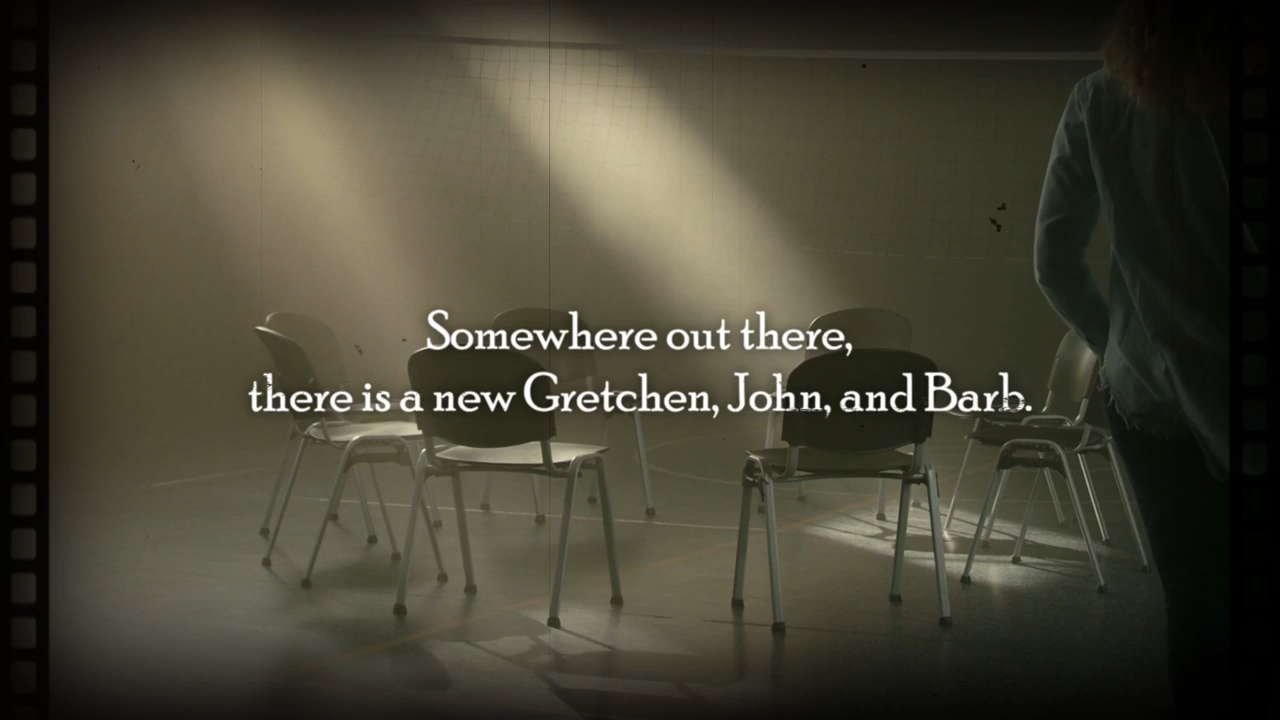 Somewhere out there,
there is a new Gretchen, John, and Barb.